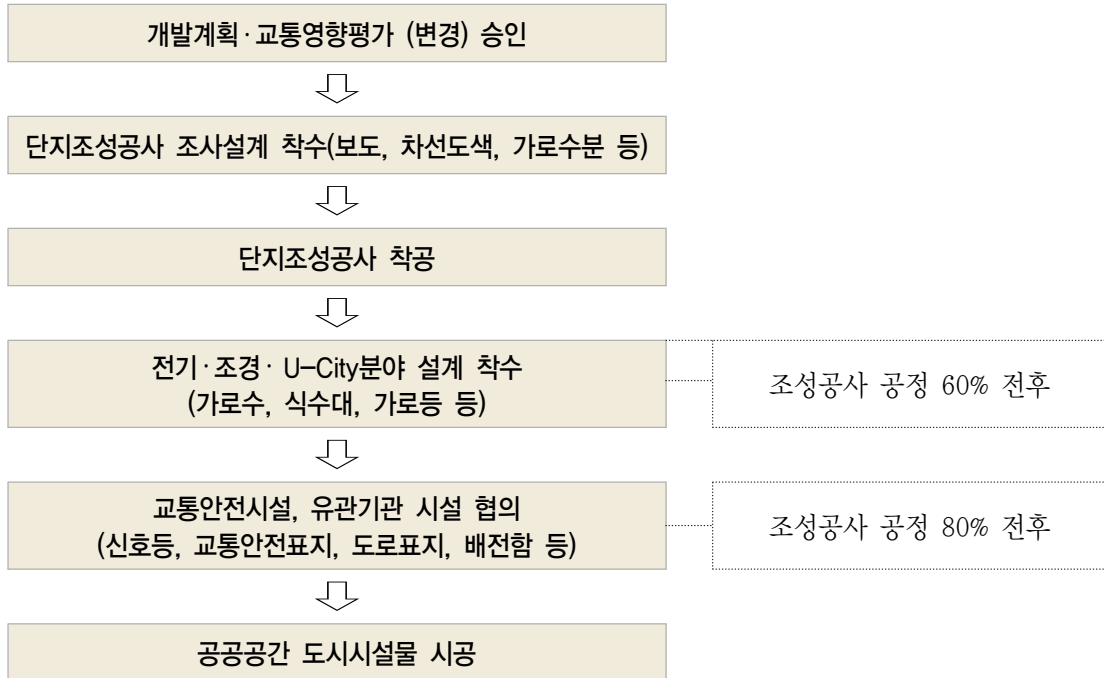 개발계획·교통영향평가 (변경) 승인
단지조성공사 조사설계 착수(보도, 차선도색, 가로수분 등)
단지조성공사 착공
전기·조경· U-City분야 설계 착수
(가로수, 식수대, 가로등 등)
조성공사 공정 60% 전후
교통안전시설, 유관기관 시설 협의
(신호등, 교통안전표지, 도로표지, 배전함 등)
조성공사 공정 80% 전후
공공공간 도시시설물 시공